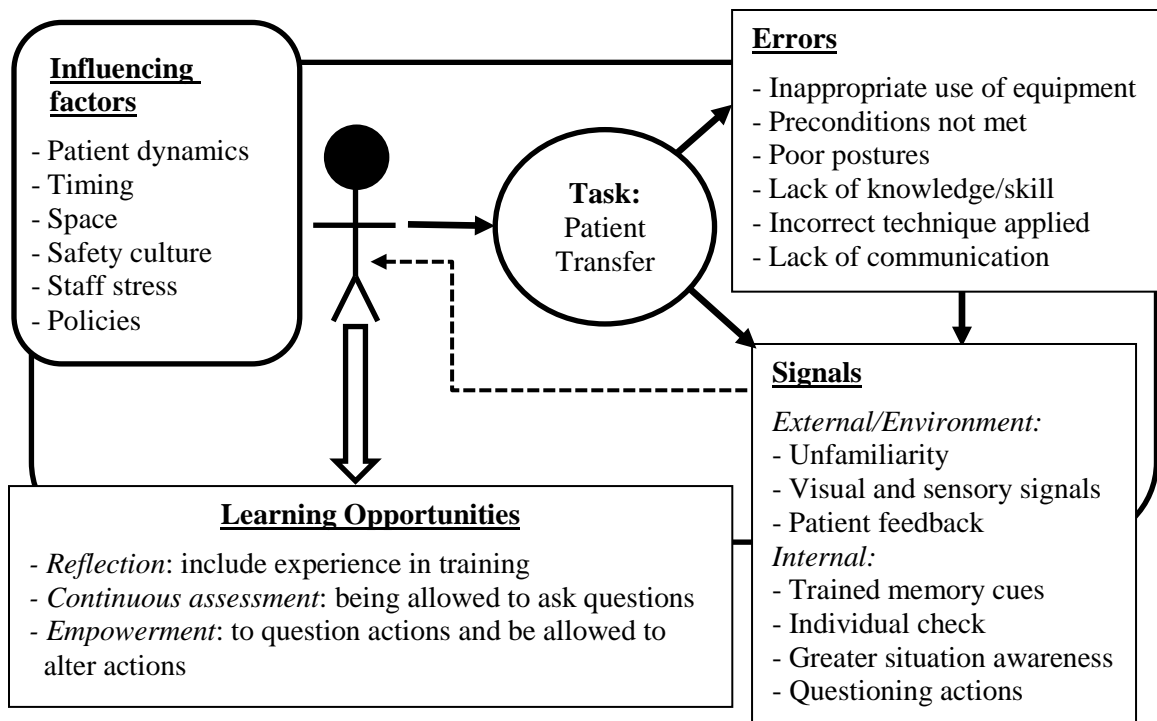 Influencing
factors
- Patient dynamics
- Timing
- Space
- Safety culture
- Staff stress
- Policies
Task:
Patient
Transfer
Errors
- Inappropriate use of equipment
- Preconditions not met
- Poor postures
- Lack of knowledge/skill
- Incorrect technique applied
- Lack of communication
Signals
External/Environment:
- Unfamiliarity
- Visual and sensory signals
- Patient feedback
Internal:
- Trained memory cues
- Individual check
- Greater situation awareness
- Questioning actions
Learning Opportunities
- Reflection: include experience in training
- Continuous assessment: being allowed to ask questions
- Empowerment: to question actions and be allowed to
alter actions